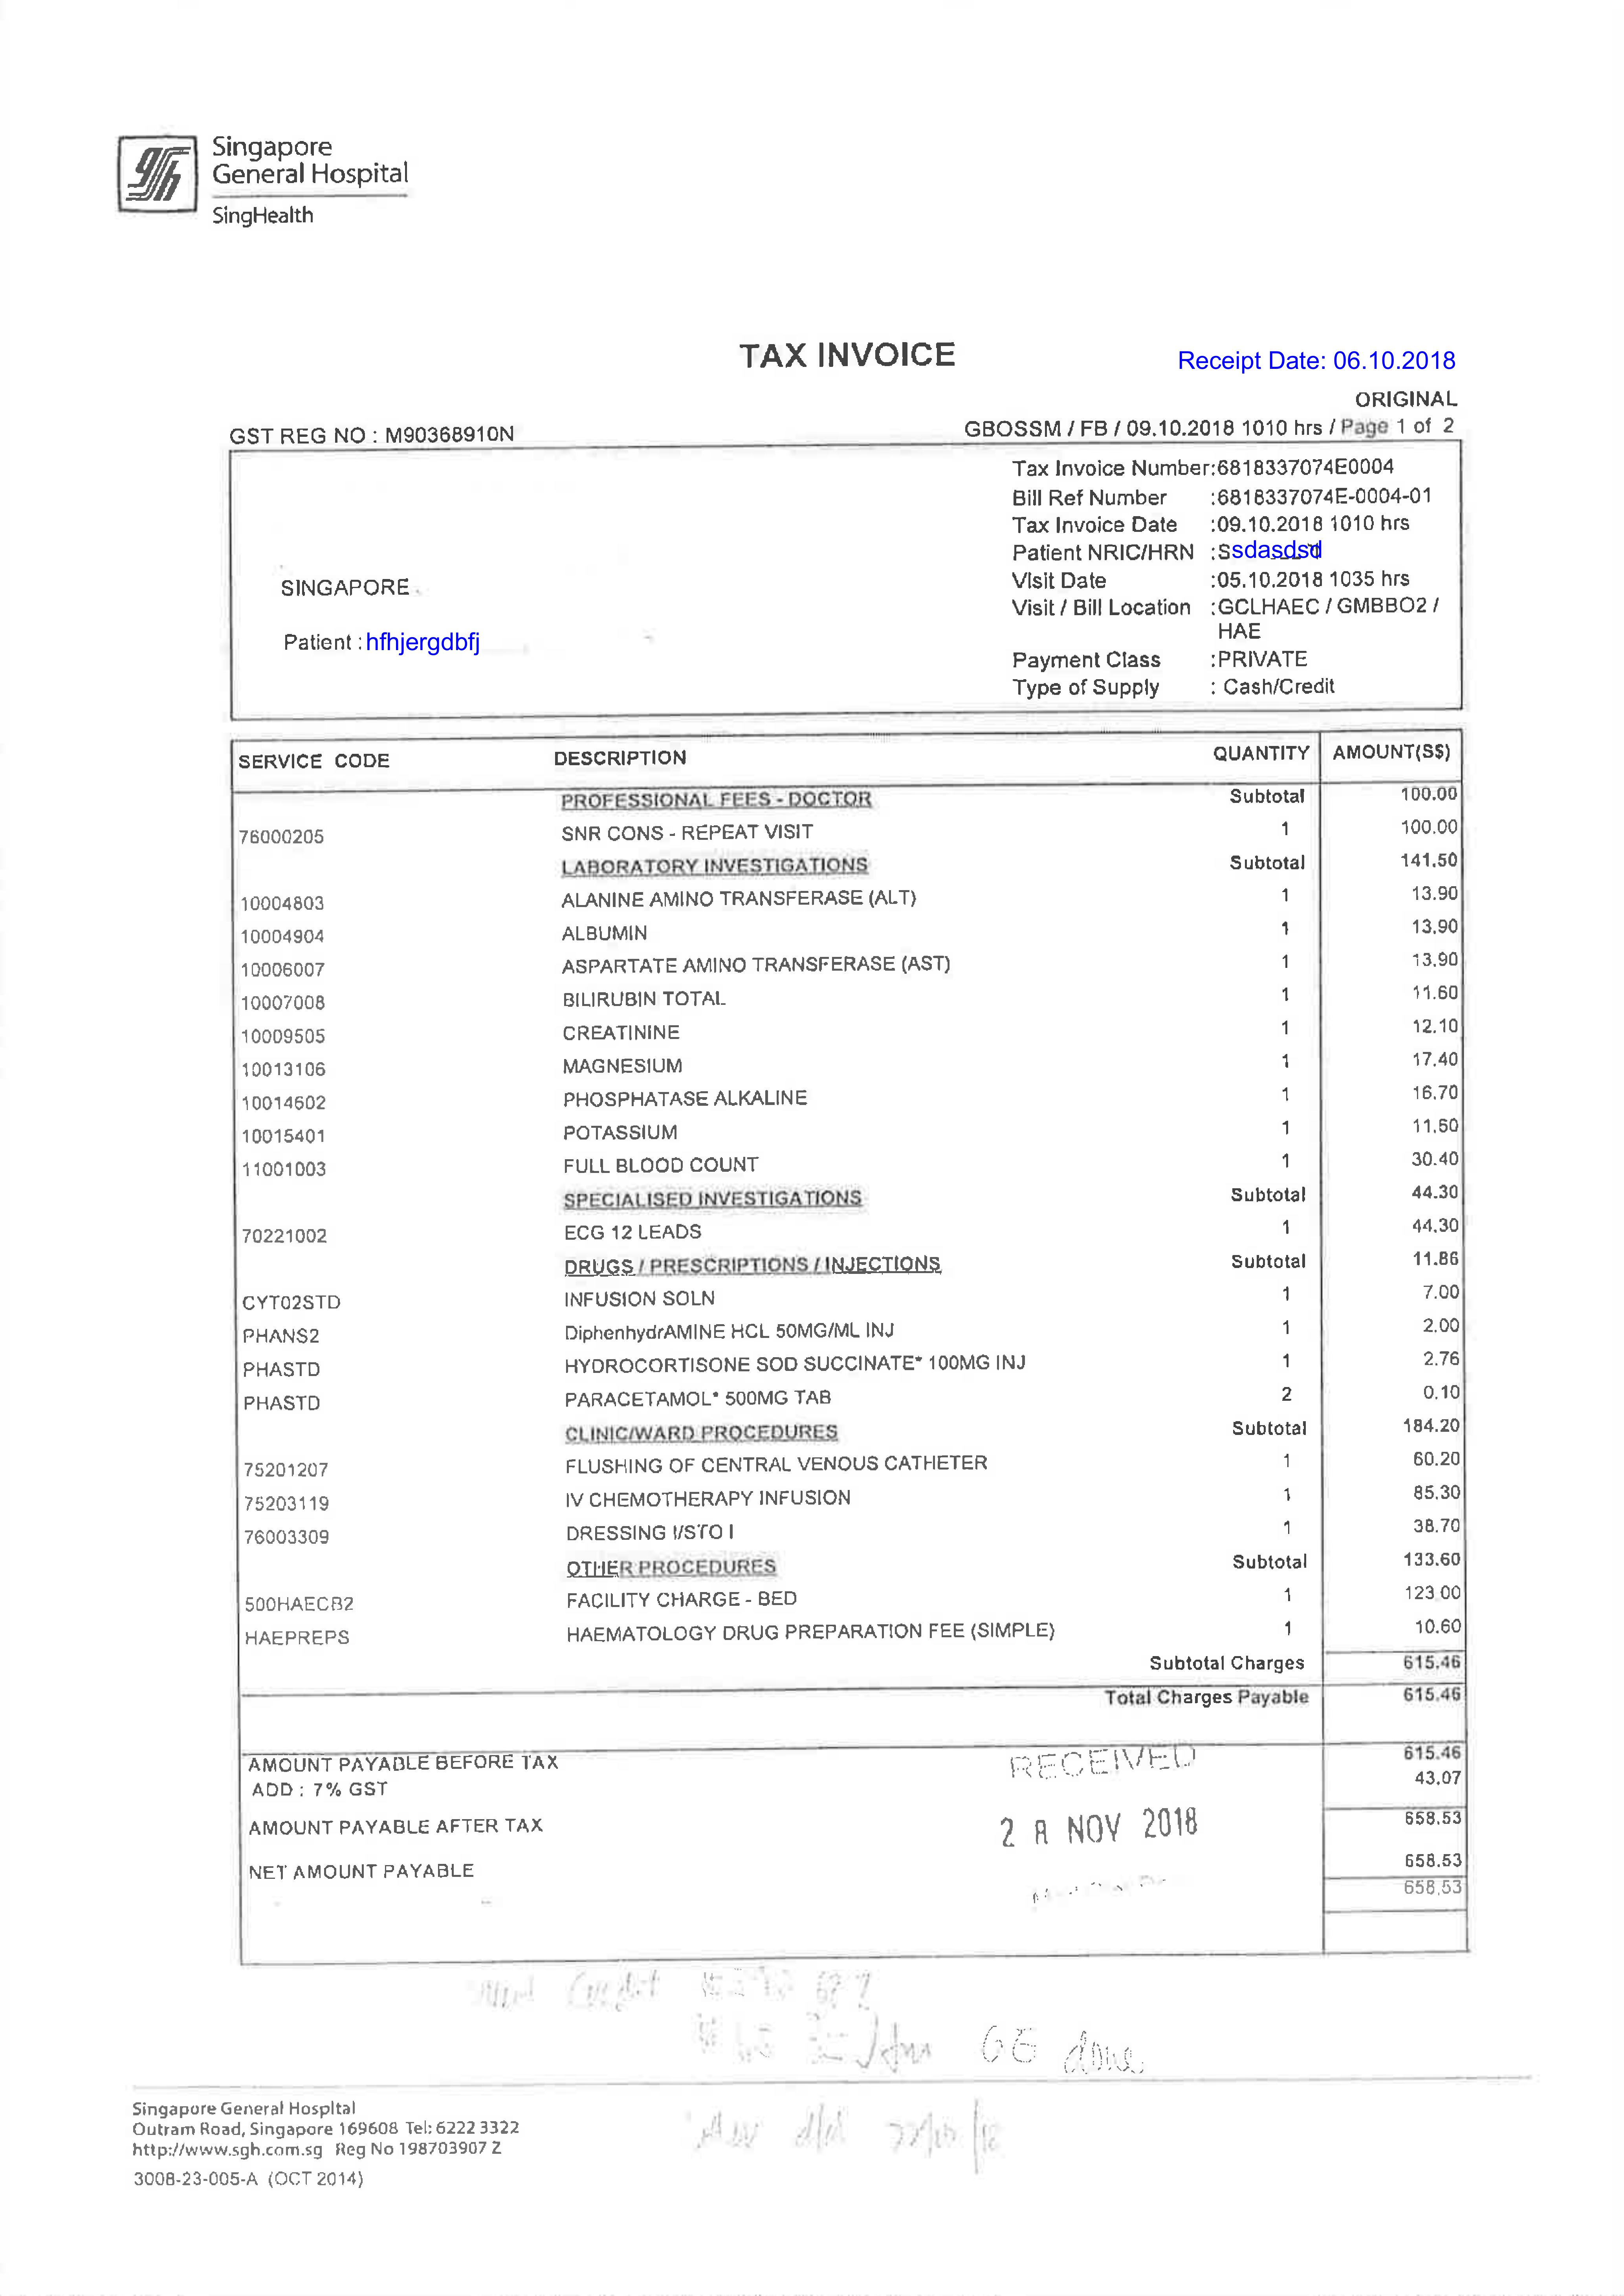 Singapore
General Hospital
SingHealth
TAX INVOICE
Receipt Date: 06.10.2018
ORIGINAL
GST REG NO : M90368910N
GBOSSM / FB / 09.10.2018 1010 hrs / Page 1 of 2
Tax Invoice Number:6818337074E0004
Bill Ref Number :6818337074E-0004-01
Tax Invoice Date :09.10.2018 1010 hrs
Patient NRIC/HRN :Ssdasdsd
SINGAPORE
Visit Date :05.10.2018 1035 hrs
Visit / Bill Location :GCLHAEC / GMBBO2 /
HAE
Patient : hfhjergdbfj
Payment Class :PRIVATE
Type of Supply : Cash/Credit
SERVICE CODE DESCRIPTION QUANTITY AMOUNT(S$)
PROFESSIONAL FEES - DOCTOR Subtotal 100.00
76000205 SNR CONS - REPEAT VISIT 1 100.00
LABORATORY INVESTIGATIONS Subtotal 141.50
10004803 ALANINE AMINO TRANSFERASE (ALT) 1 13.90
10004904 ALBUMIN 1 13.90
10006007 ASPARTATE AMINO TRANSFERASE (AST) 1 13.90
10007008 BILIRUBIN TOTAL 1 11.60
10009505 CREATININE 1 12.10
10013106 MAGNESIUM 1 17.40
10014602 PHOSPHATASE ALKALINE 1 16.70
10015401 POTASSIUM 1 11.60
11001003 FULL BLOOD COUNT 1 30.40
SPECIALISED INVESTIGATIONS Subtotal 44.30
70221002 ECG 12 LEADS 1 44.30
DRUGS / PRESCRIPTIONS / INJECTIONS Subtotal 11.86
CYT02STD INFUSION SOLN 1 7.00
PHANS2 DiphenhydrAMINE HCL 50MG/ML INJ 1 2.00
PHASTD HYDROCORTISONE SOD SUCCINATE* 100MG INJ 1 2.76
PHASTD PARACETAMOL* 500MG TAB 2 0.10
CLINIC/WARD PROCEDURES Subtotal 184.20
75201207 FLUSHING OF CENTRAL VENOUS CATHETER 1 60.20
75203119 IV CHEMOTHERAPY INFUSION 1 85.30
76003309 DRESSING I/STO I 1 38.70
OTHER PROCEDURES Subtotal 133.60
500HAECB2 FACILITY CHARGE - BED 1 123.00
HAEPREPS HAEMATOLOGY DRUG PREPARATION FEE (SIMPLE) 1 10.60
Subtotal Charges 615.46
Total Charges Payable 615.46
AMOUNT PAYABLE BEFORE TAX 615.46
RECEIVED
ADD : 7% GST 43.07
AMOUNT PAYABLE AFTER TAX 658.53
2 8 NOV 2018
NET AMOUNT PAYABLE 658.53
658.53
Credit
GE done
Singapore General Hospital
Outram Road, Singapore 169608 Tel: 6222 3322
http://www.sgh.com.sg Reg No 198703907 Z
3008-23-005-A (OCT 2014)